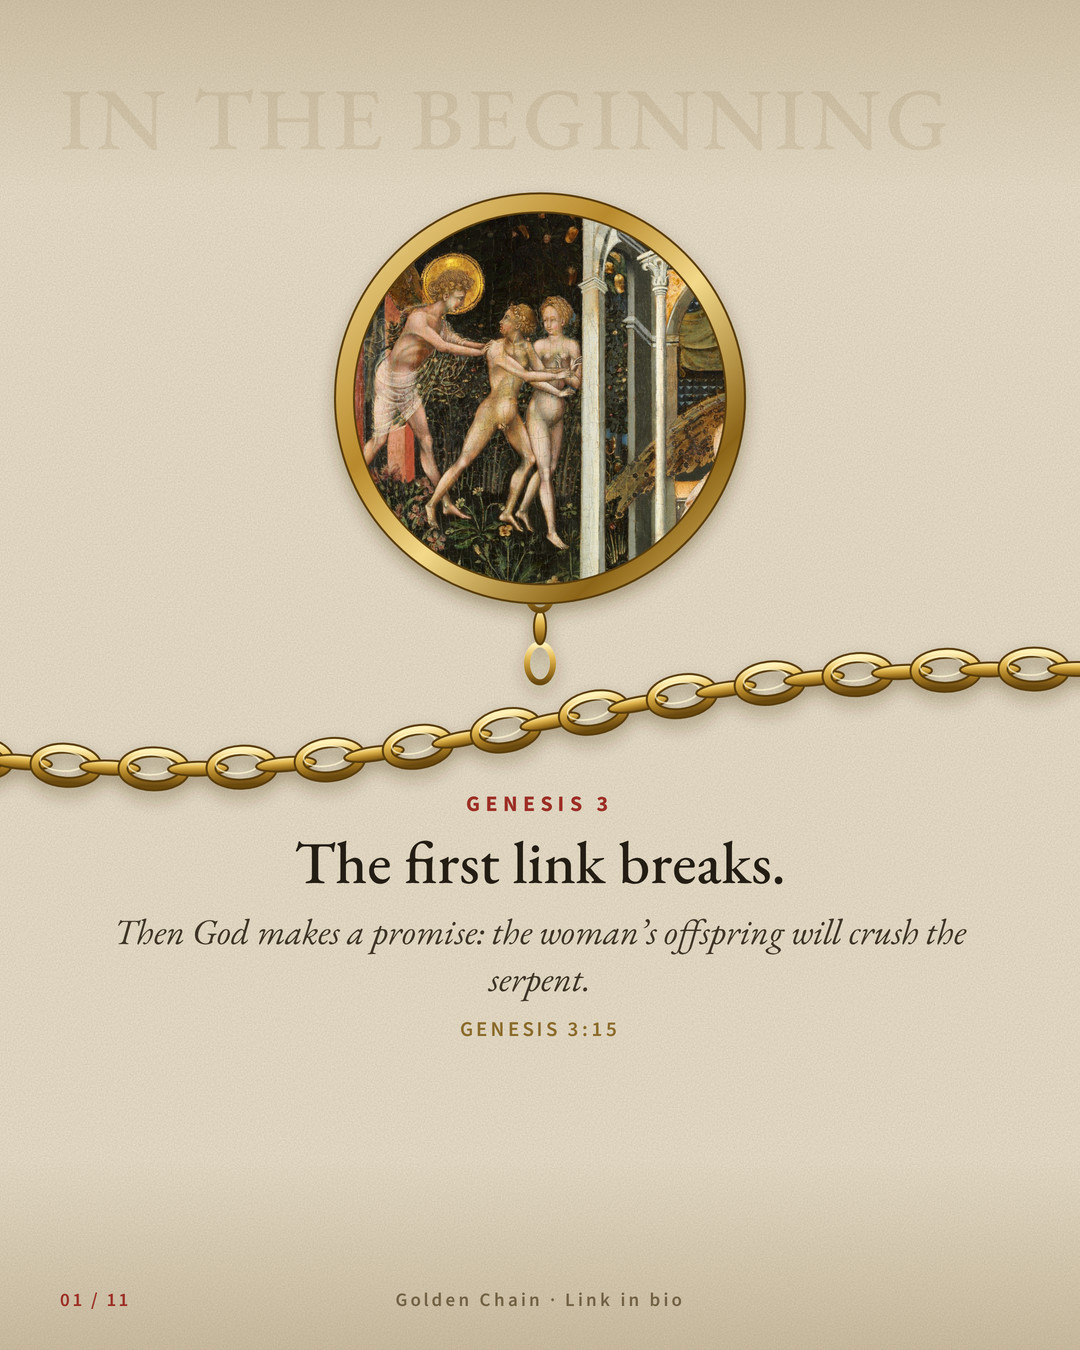 IN THE BEGINNING
GENESIS 3
The first link breaks.
Then God makes a promise: the woman’s offspring will crush the
serpent.
GENESIS 3:15
01 / 11
Golden Chain · Link in bio